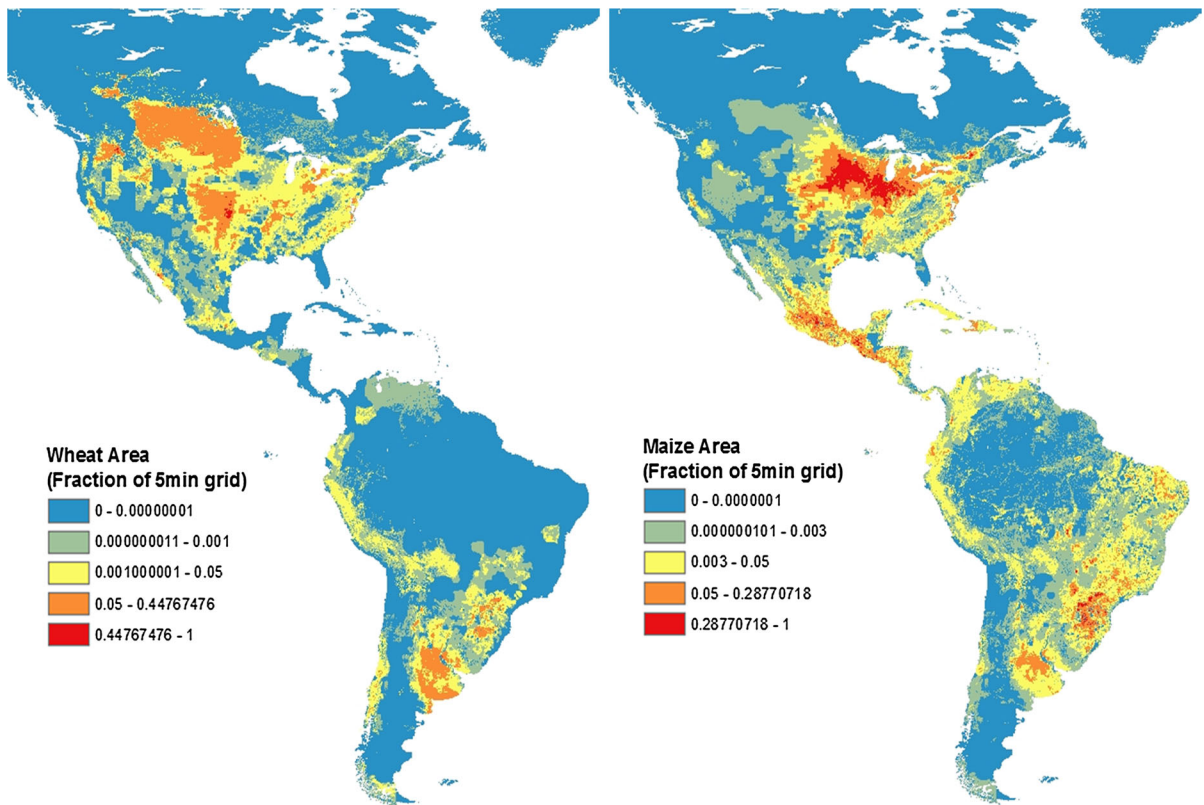 Wheat Area
(Fraction of 5min grid)
0 - 0.00000001
0.000000011 - 0.001
0.001000001 - 0.05
0.05 - 0.44767476
0.44767476 - 1
Maize Area
(Fraction of 5min grid)
0 - 0.0000001
0.000000101 - 0.003
0.003 - 0.05
0.05 - 0.28770718
0.28770718 - 1